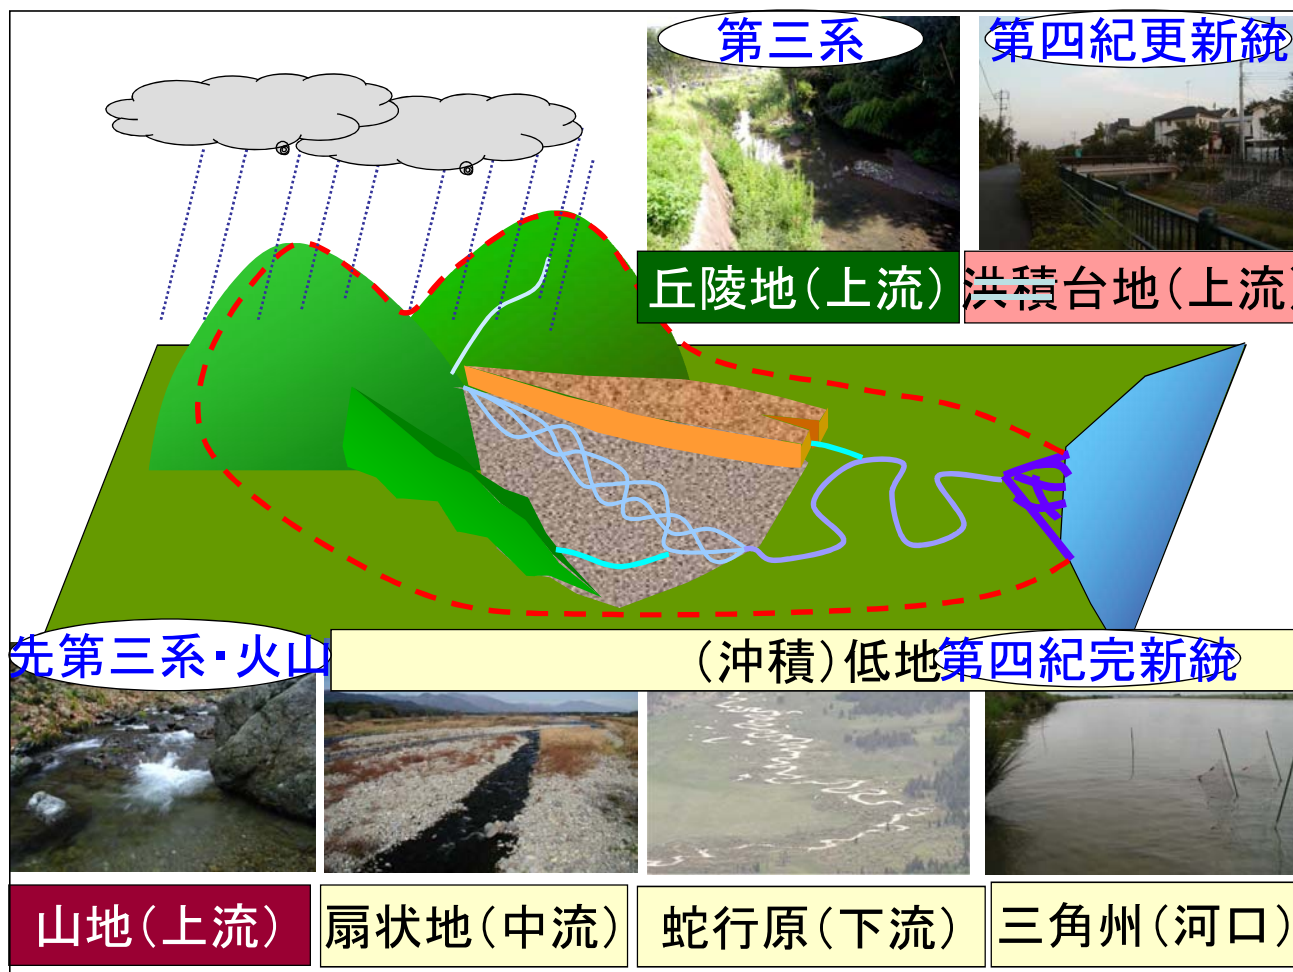 第三系
第四紀更新統
丘陵地(上流)
洪積台地(上流)
先第三系・火山
(沖積)低地
第四紀完新統
山地(上流)
扇状地(中流)
蛇行原(下流)
三角州(河口)